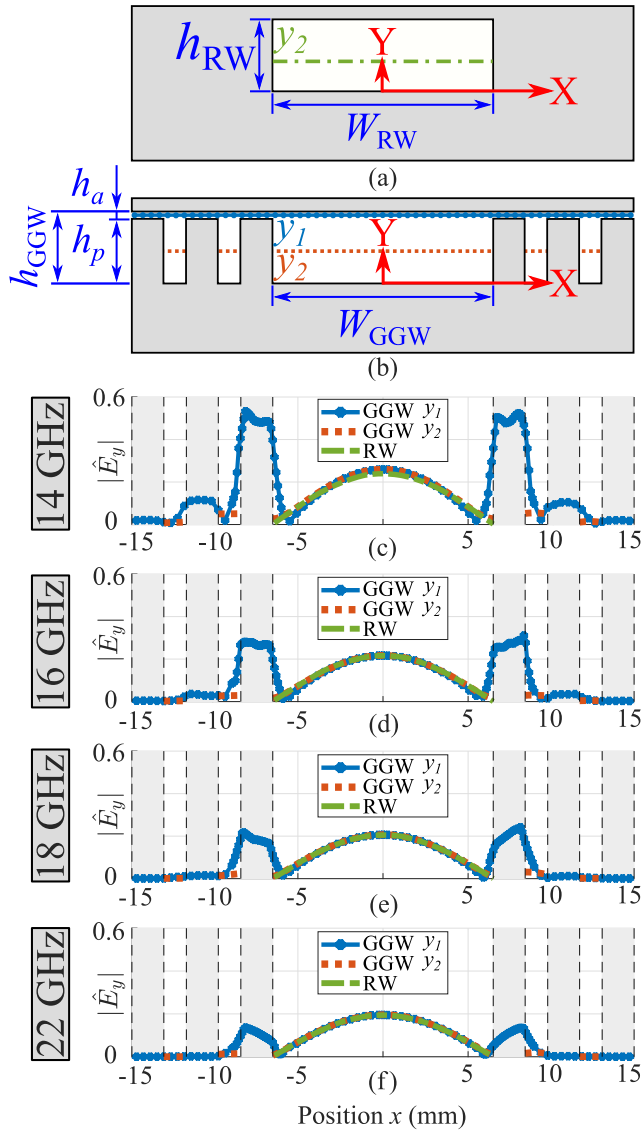 h_RW
y_2
Y
X
W_RW
(a)
h_a
h_GGW
h_p
y_1
Y
y_2
X
W_GGW
(b)
14 GHz
|Ê_y|
0.6
0
GGW y_1
GGW y_2
RW
-15 -10 -5 0 5 10 15
(c)
16 GHz
|Ê_y|
0.6
0
GGW y_1
GGW y_2
RW
-15 -10 -5 0 5 10 15
(d)
18 GHz
|Ê_y|
0.6
0
GGW y_1
GGW y_2
RW
-15 -10 -5 0 5 10 15
(e)
22 GHz
|Ê_y|
0.6
0
GGW y_1
GGW y_2
RW
-15 -10 -5 0 5 10 15
(f)
Position x (mm)